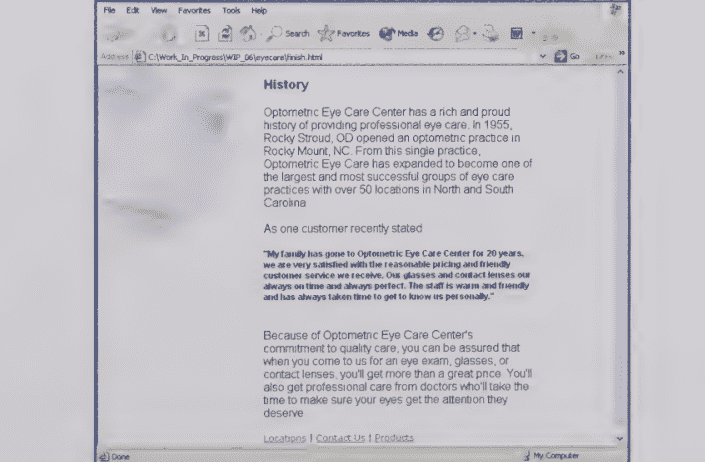 File Edit View Favorites Tools Help
Search Favorites Media
Address C:\Work_In_Progress\WIP_06\eyecare\finish.html Go
History
Optometric Eye Care Center has a rich and proud
history of providing professional eye care. In 1955,
Rocky Stroud, OD opened an optometric practice in
Rocky Mount, NC. From this single practice,
Optometric Eye Care has expanded to become one of
the largest and most successful groups of eye care
practices with over 50 locations in North and South
Carolina
As one customer recently stated
"My family has gone to Optometric Eye Care Center for 20 years,
we are very satisfied with the reasonable pricing and friendly
customer service we receive. Our glasses and contact lenses our
always on time and always perfect. The staff is warm and friendly
and has always taken time to get to know us personally."
Because of Optometric Eye Care Center's
commitment to quality care, you can be assured that
when you come to us for an eye exam, glasses, or
contact lenses, you'll get more than a great price. You'll
also get professional care from doctors who'll take the
time to make sure your eyes get the attention they
deserve
Locations | Contact Us | Products
Done My Computer